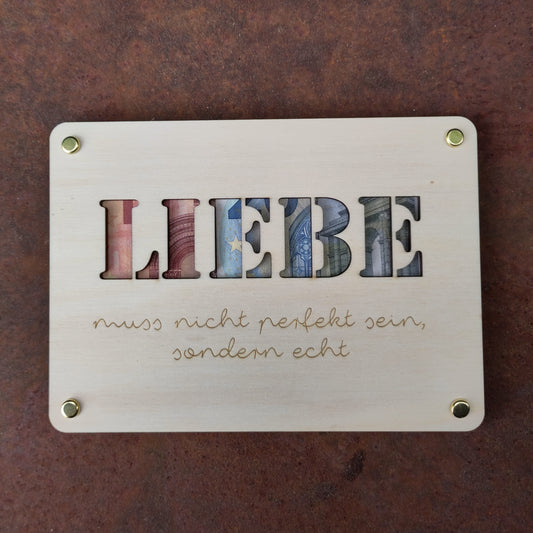 LIEBE
muss nicht perfekt sein,
sondern echt